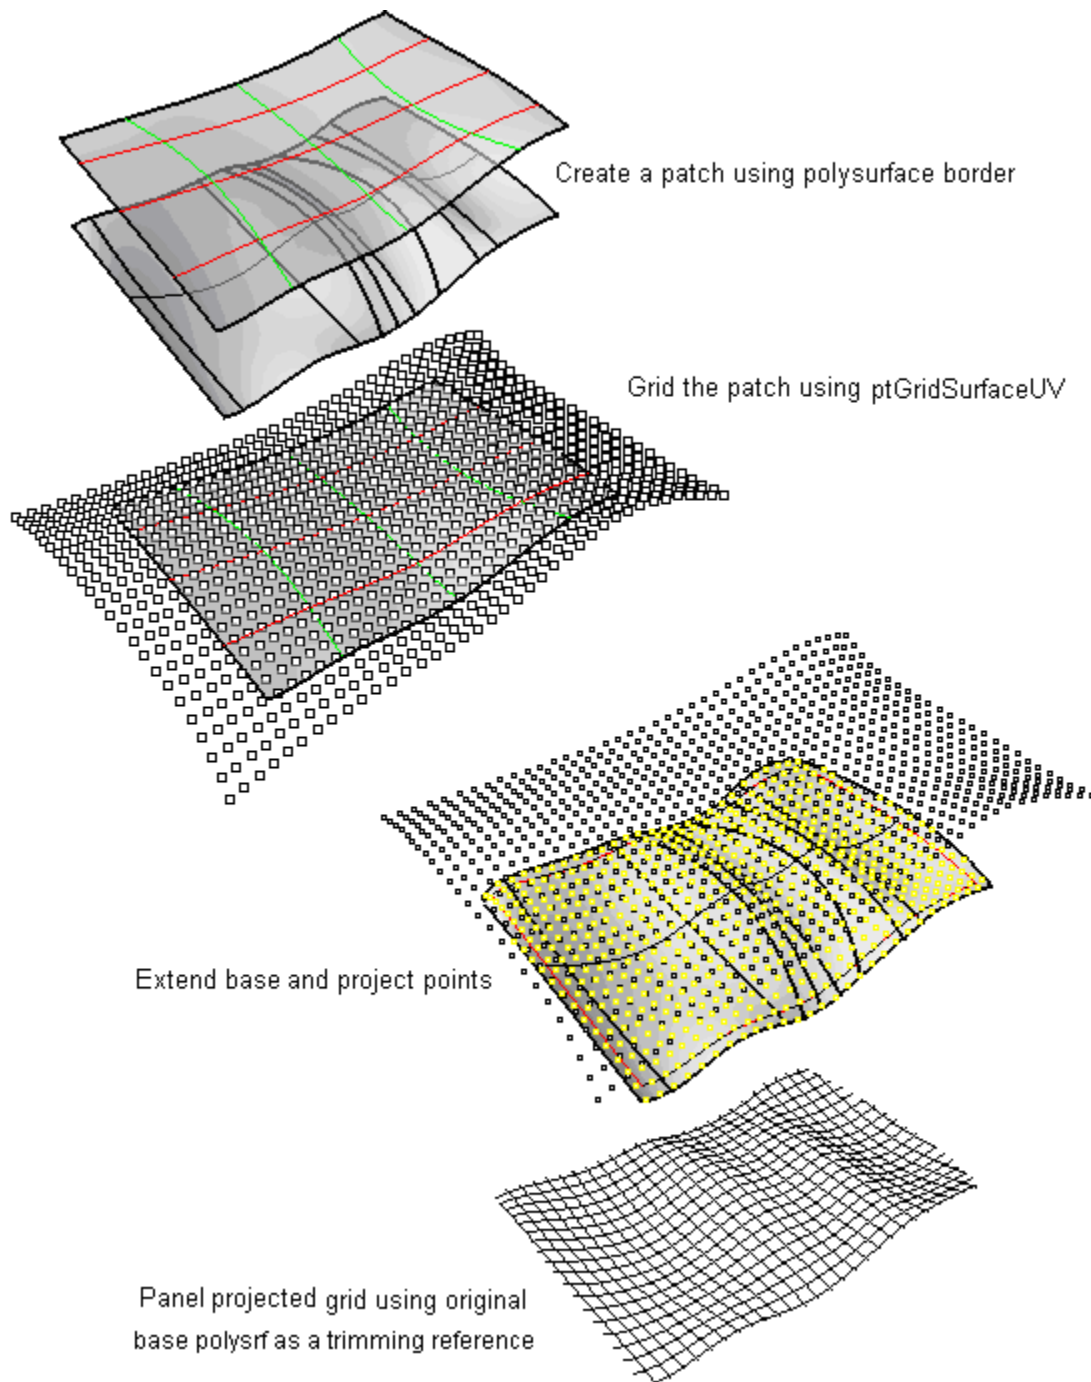 Create a patch using polysurface border
Grid the patch using ptGridSurfaceUV
Extend base and project points
Panel projected grid using original
base polysrf as a trimming reference